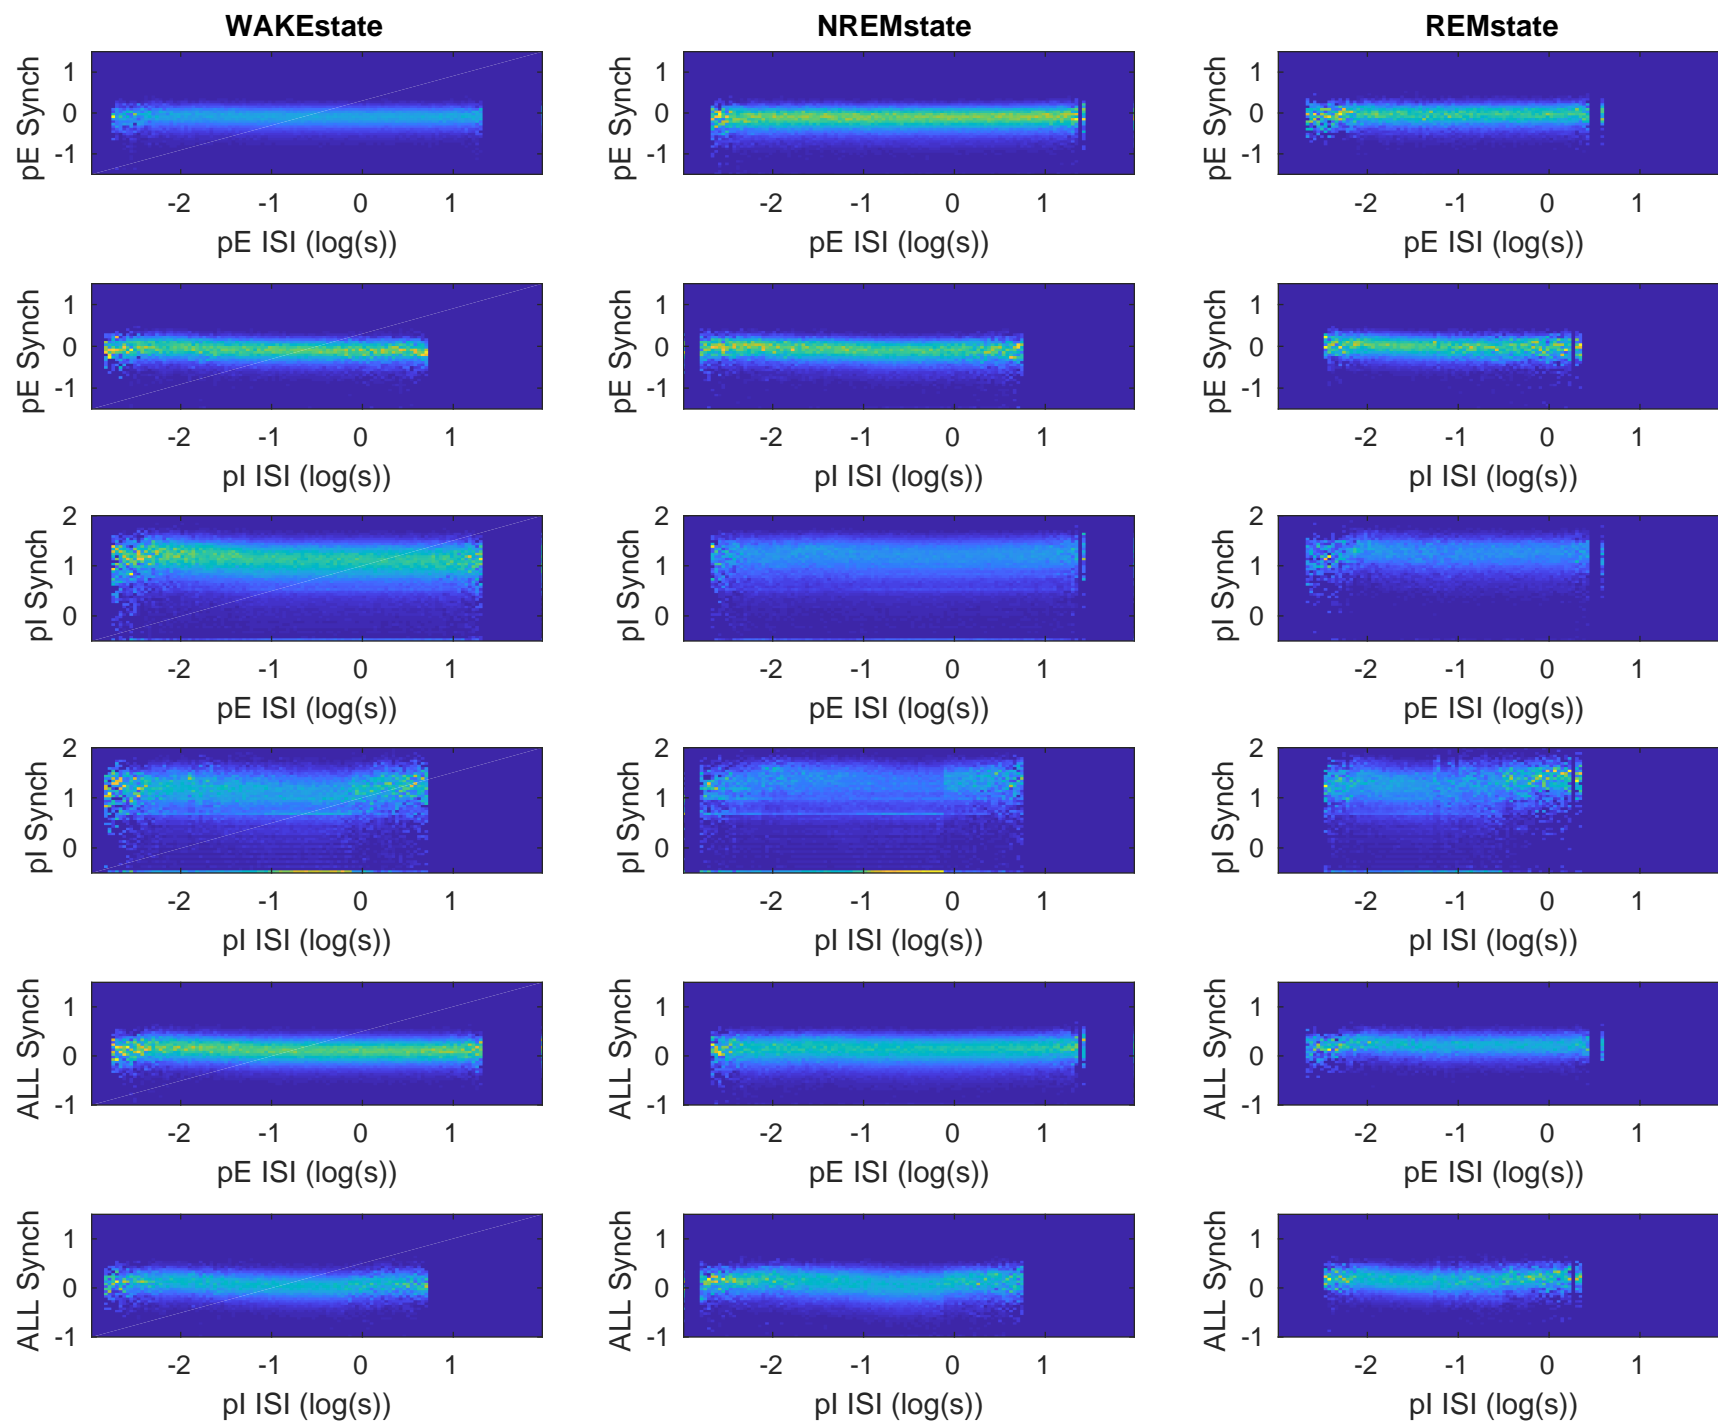 WAKEstate NREMstate REMstate
pE Synch 1 0 -1 pE Synch 1 0 -1 pE Synch 1 0 -1
-2 -1 0 1 -2 -1 0 1 -2 -1 0 1
pE ISI (log(s)) pE ISI (log(s)) pE ISI (log(s))
pE Synch 1 0 -1 pE Synch 1 0 -1 pE Synch 1 0 -1
-2 -1 0 1 -2 -1 0 1 -2 -1 0 1
pI ISI (log(s)) pI ISI (log(s)) pI ISI (log(s))
pI Synch 2 1 0 pI Synch 2 1 0 pI Synch 2 1 0
-2 -1 0 1 -2 -1 0 1 -2 -1 0 1
pE ISI (log(s)) pE ISI (log(s)) pE ISI (log(s))
pI Synch 2 1 0 pI Synch 2 1 0 pI Synch 2 1 0
-2 -1 0 1 -2 -1 0 1 -2 -1 0 1
pI ISI (log(s)) pI ISI (log(s)) pI ISI (log(s))
ALL Synch 1 0 -1 ALL Synch 1 0 -1 ALL Synch 1 0 -1
-2 -1 0 1 -2 -1 0 1 -2 -1 0 1
pE ISI (log(s)) pE ISI (log(s)) pE ISI (log(s))
ALL Synch 1 0 -1 ALL Synch 1 0 -1 ALL Synch 1 0 -1
-2 -1 0 1 -2 -1 0 1 -2 -1 0 1
pI ISI (log(s)) pI ISI (log(s)) pI ISI (log(s))